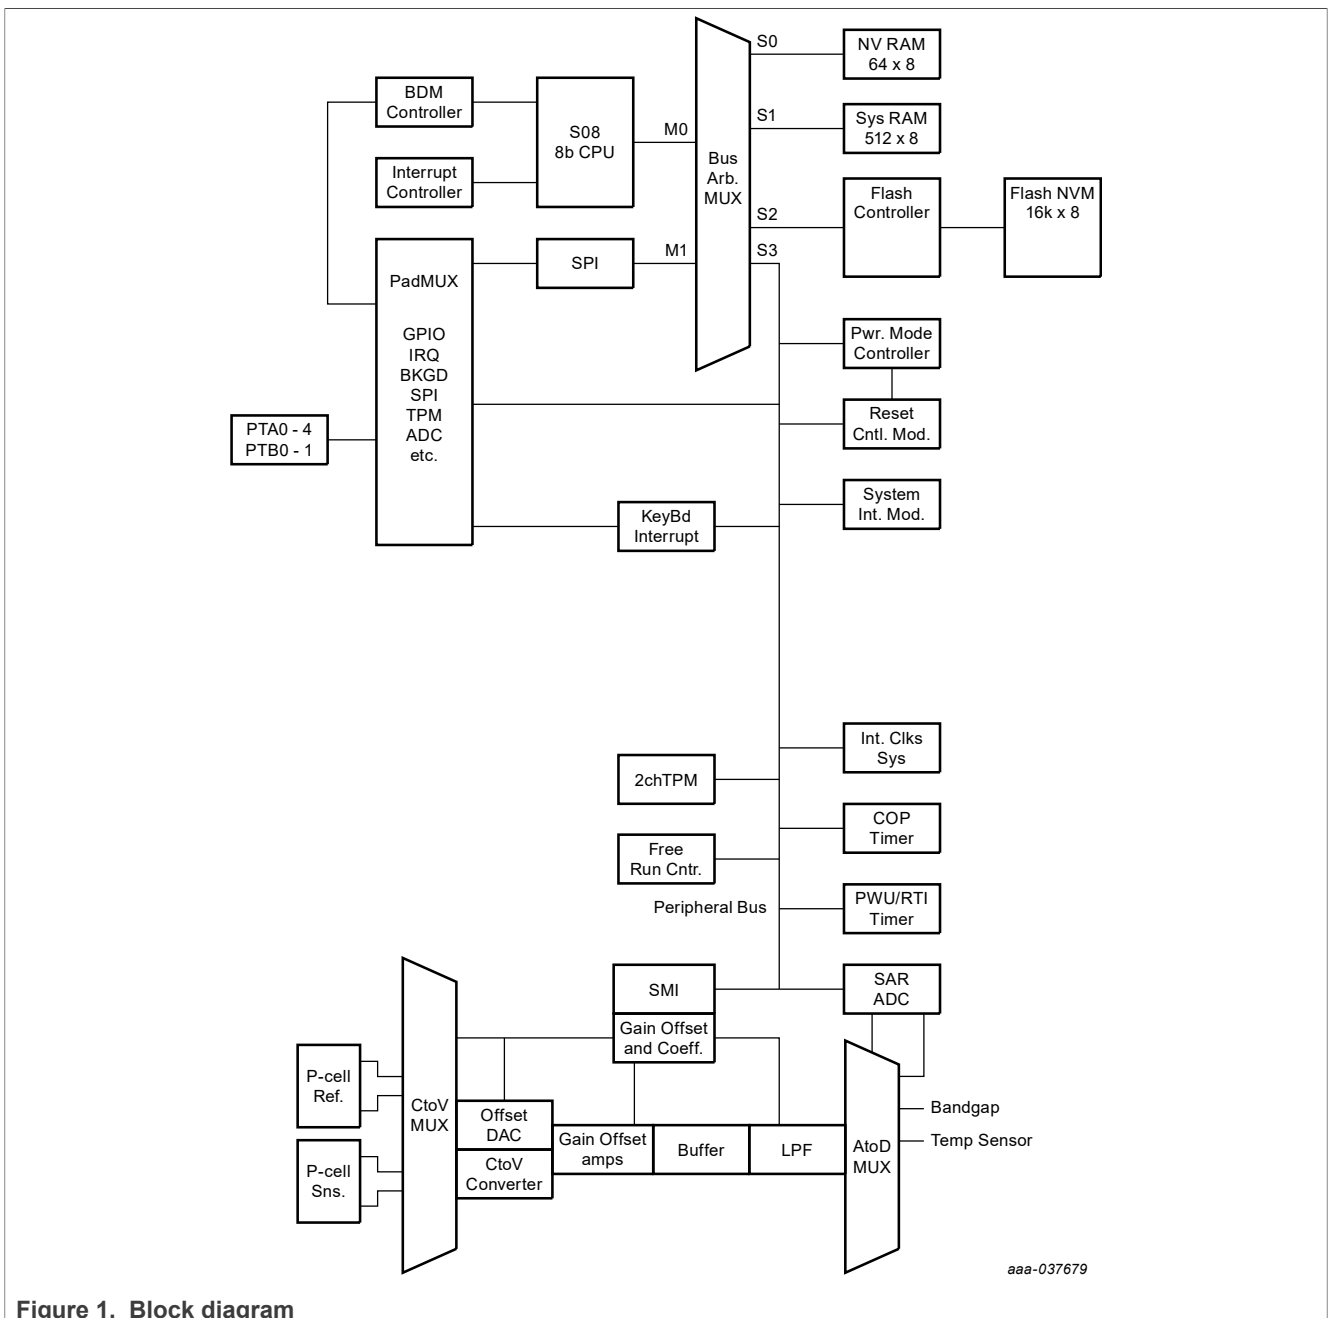 S0
NV RAM
64 x 8
BDM
Controller
S08
8b CPU
M0
S1
Sys RAM
512 x 8
Bus
Arb.
MUX
Interrupt
Controller
S2
Flash
Controller
Flash NVM
16k x 8
SPI
M1
S3
PadMUX
GPIO
IRQ
BKGD
SPI
TPM
ADC
etc.
Pwr. Mode
Controller
PTA0 - 4
PTB0 - 1
Reset
Cntl. Mod.
System
Int. Mod.
KeyBd
Interrupt
Int. Clks
Sys
2chTPM
COP
Timer
Free
Run Cntr.
Peripheral Bus
PWU/RTI
Timer
SMI
SAR
ADC
Gain Offset
and Coeff.
P-cell
Ref.
CtoV
MUX
Offset
DAC
Bandgap
Gain Offset
amps
Buffer
LPF
AtoD
MUX
Temp Sensor
P-cell
Sns.
CtoV
Converter
aaa-037679
Figure 1. Block diagram